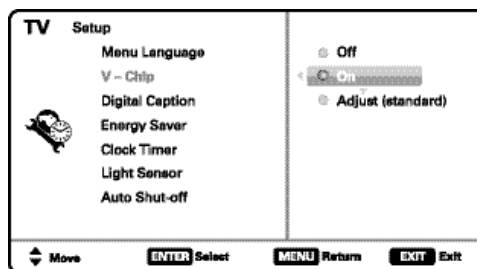 TV Setup
Menu Language
V - Chip
Digital Caption
Energy Saver
Clock Timer
Light Sensor
Auto Shut-off
Off
On
Adjust (standard)
Move ENTER Select MENU Return EXIT Exit